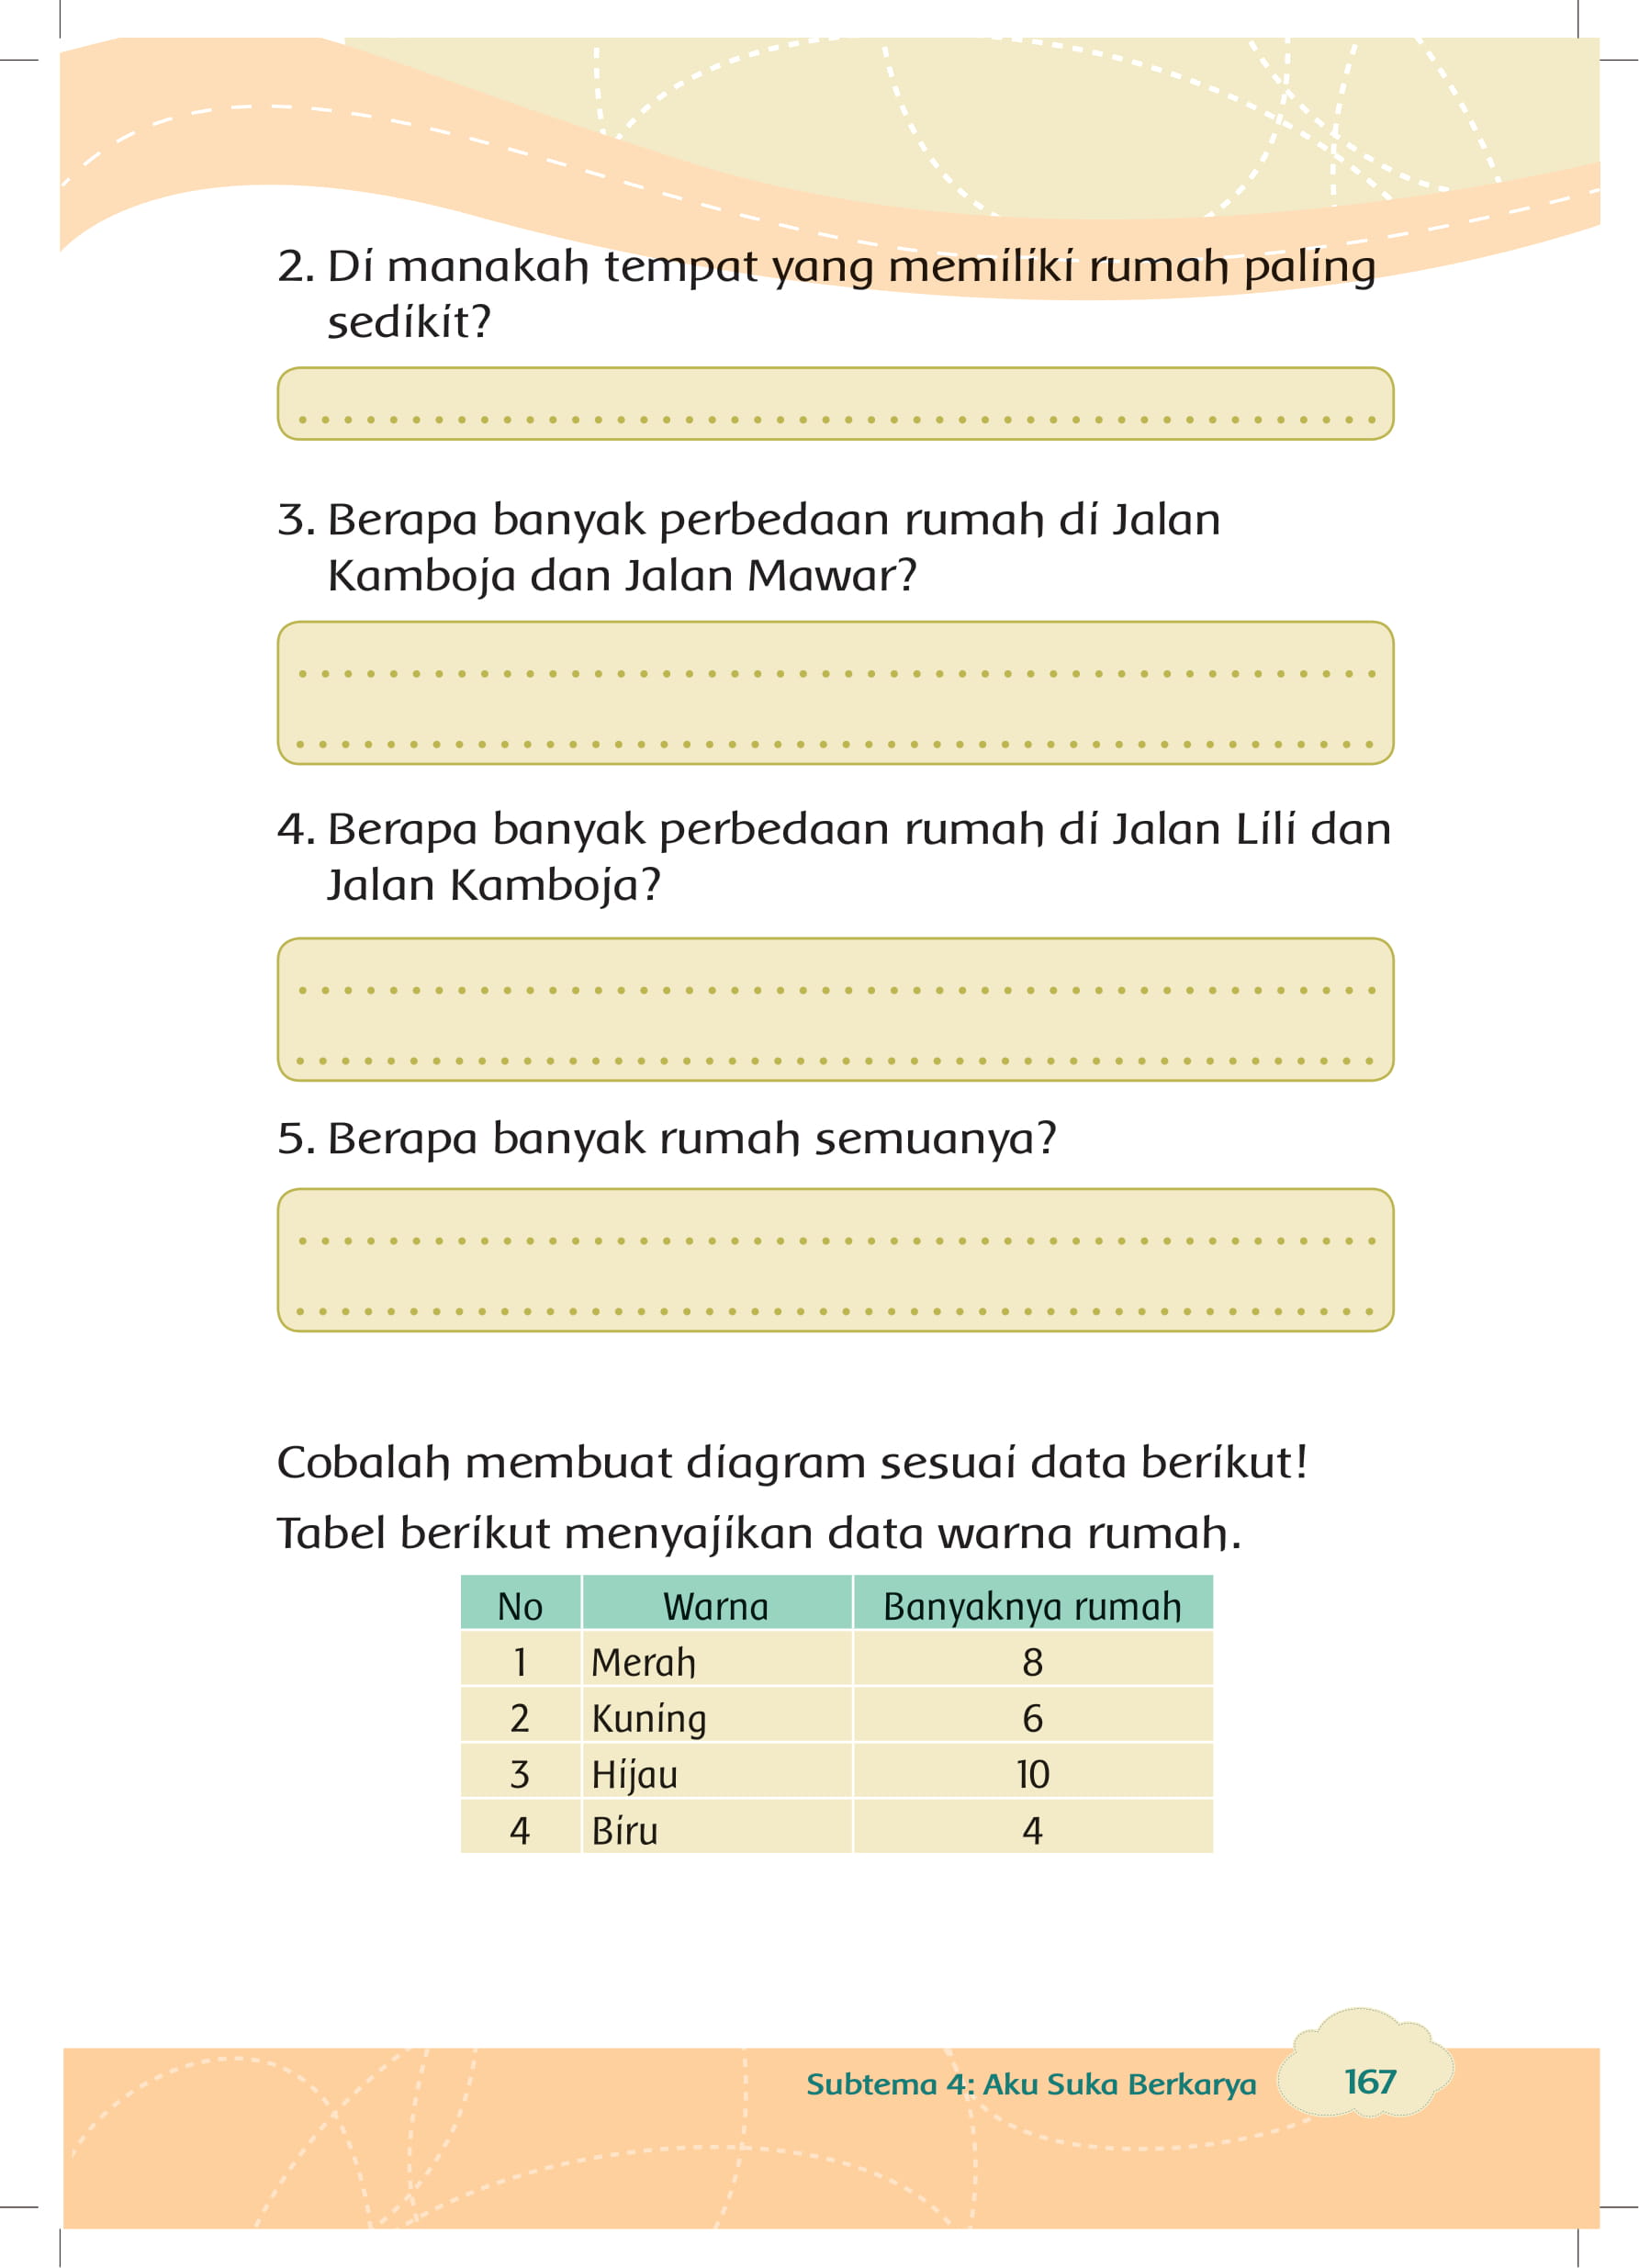 2. Di manakah tempat yang memiliki rumah paling
sedikit?
3. Berapa banyak perbedaan rumah di Jalan
Kamboja dan Jalan Mawar?
4. Berapa banyak perbedaan rumah di Jalan Lili dan
Jalan Kamboja?
5. Berapa banyak rumah semuanya?
Cobalah membuat diagram sesuai data berikut!
Tabel berikut menyajikan data warna rumah.
No Warna Banyaknya rumah
1 Merah 8
2 Kuning 6
3 Hijau 10
4 Biru 4
Subtema 4: Aku Suka Berkarya 167